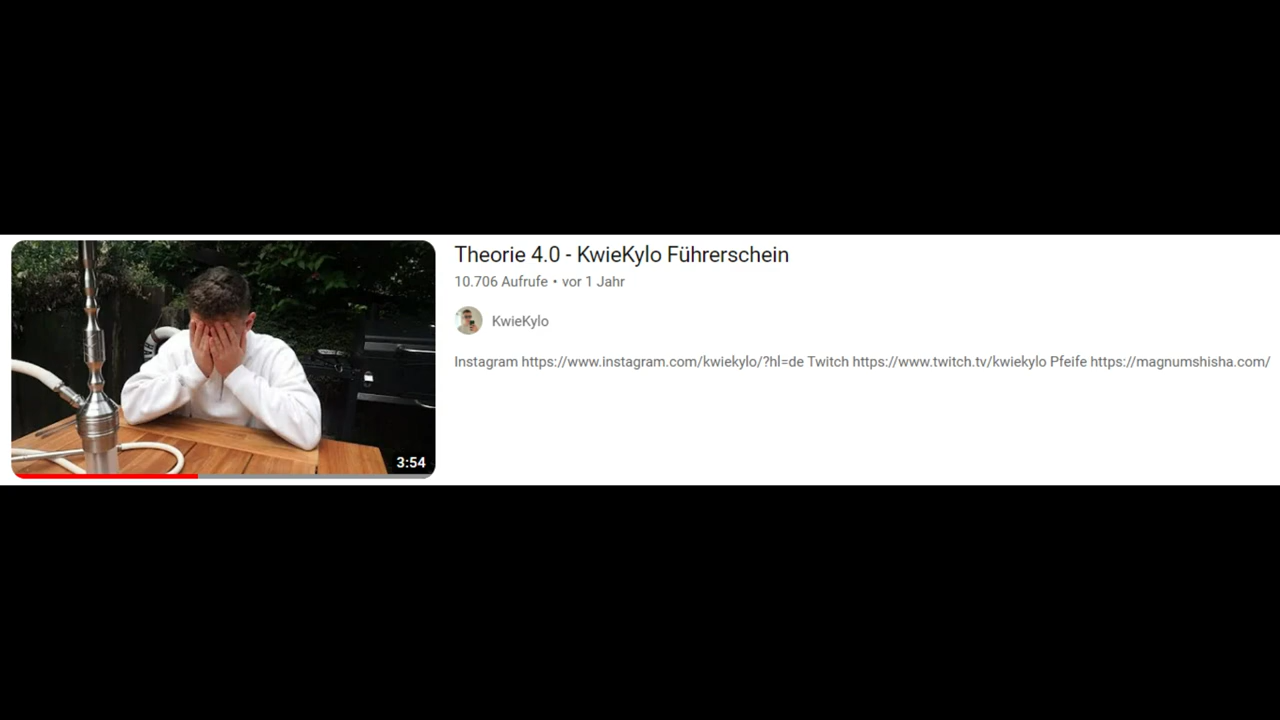 Theorie 4.0 - KwieKylo Führerschein
10.706 Aufrufe • vor 1 Jahr
KwieKylo
Instagram https://www.instagram.com/kwiekylo/?hl=de Twitch https://www.twitch.tv/kwiekylo Pfeife https://magnumshisha.com/
3:54